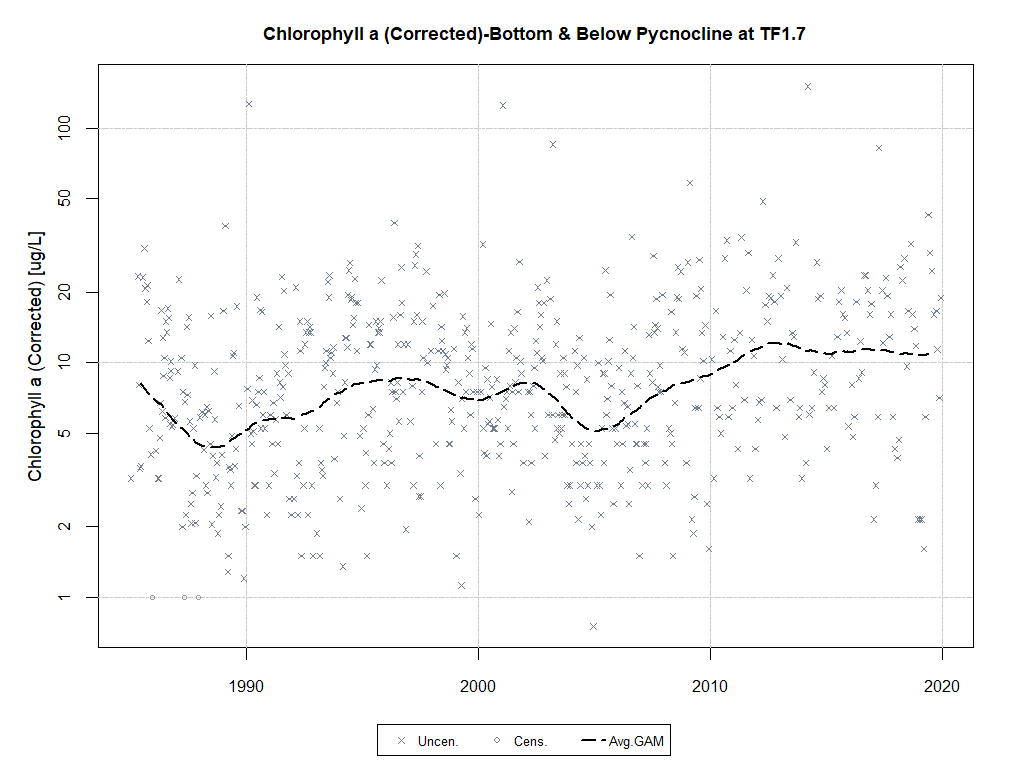 Chlorophyll a (Corrected)-Bottom & Below Pycnocline at TF1.7
Chlorophyll a (Corrected) [ug/L]
100
50
20
10
5
2
1
1990
2000
2010
2020
Uncen.
Cens.
Avg.GAM